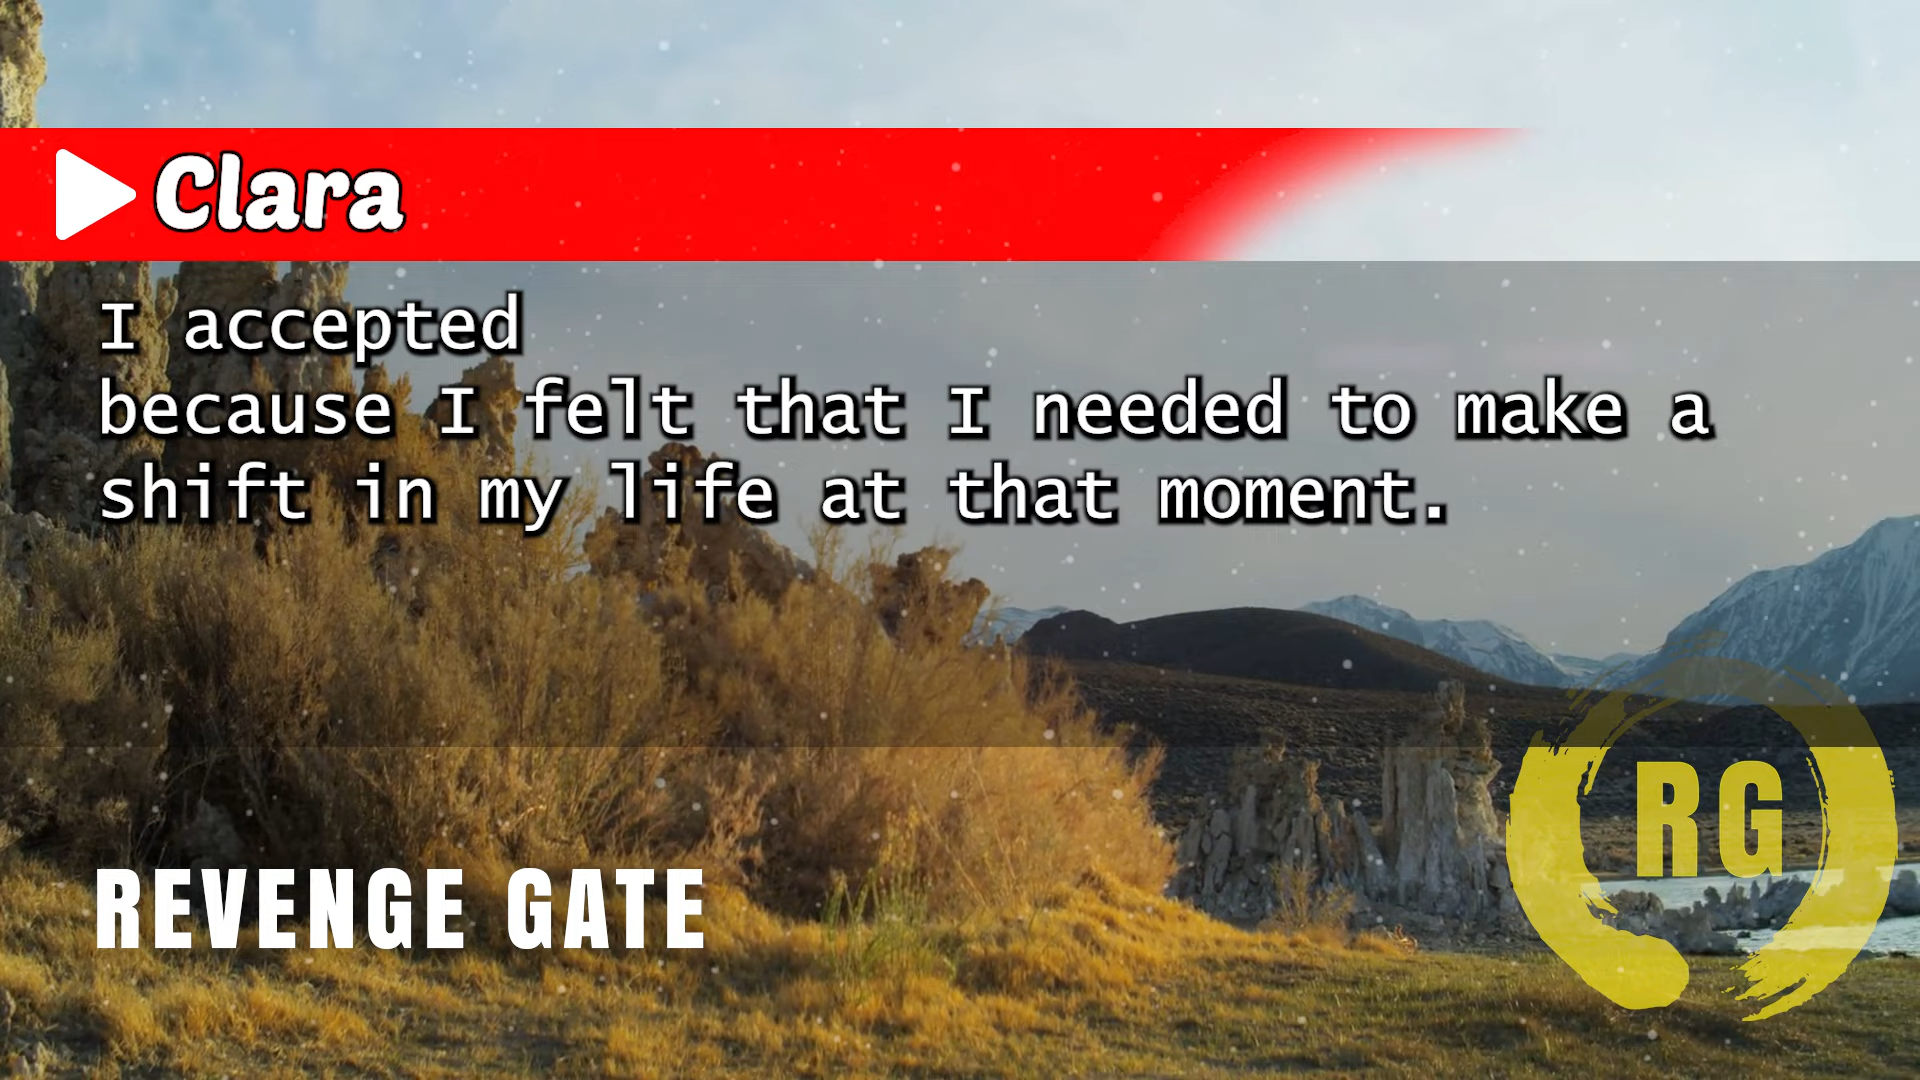 Clara
I accepted
because I felt that I needed to make a
shift in my life at that moment.
REVENGE GATE
RG